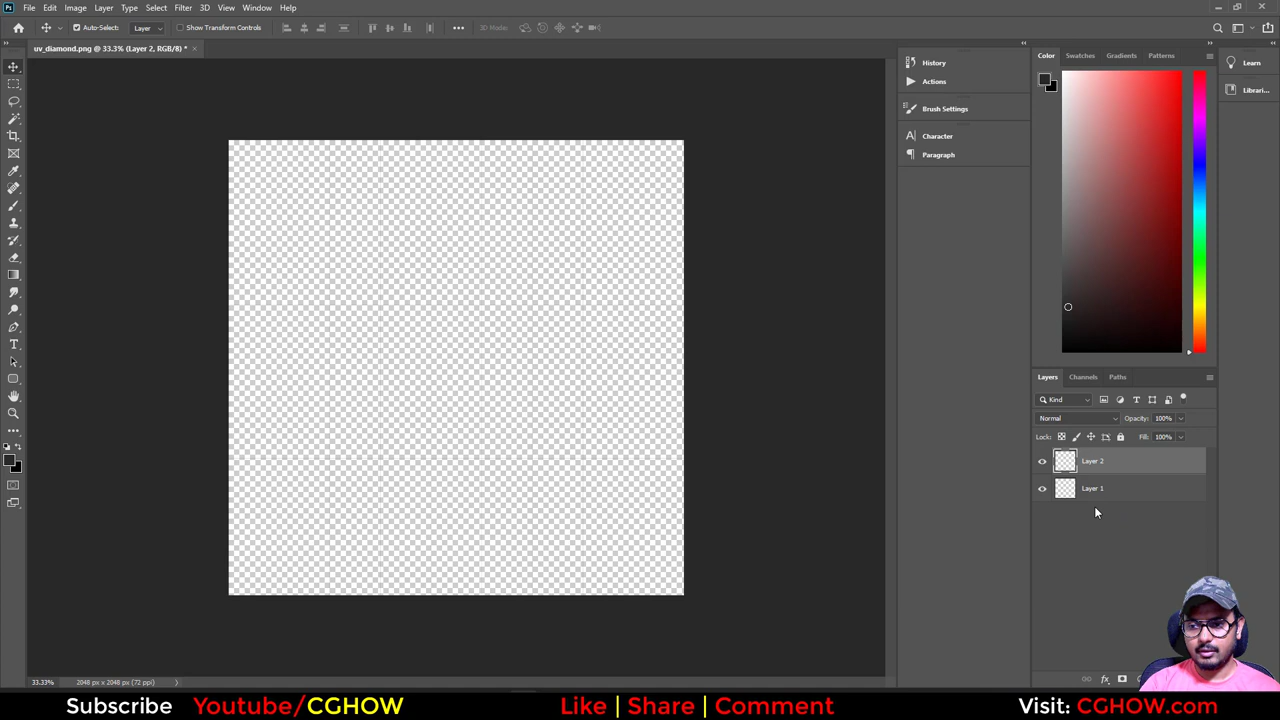 Ps File Edit Image Layer Type Select Filter 3D View Window Help
Auto-Select: Layer Show Transform Controls 3D Mode:
uv_diamond.png @ 33.3% (Layer 2, RGB/8) *
History
Actions
Brush Settings
Character
Paragraph
Color Swatches Gradients Patterns
Learn
Librari...
Layers Channels Paths
Kind
Normal Opacity: 100%
Lock: Fill: 100%
Layer 2
Layer 1
33.33% 2048 px x 2048 px (72 ppi)
Subscribe Youtube/CGHOW Like | Share | Comment Visit: CGHOW.com